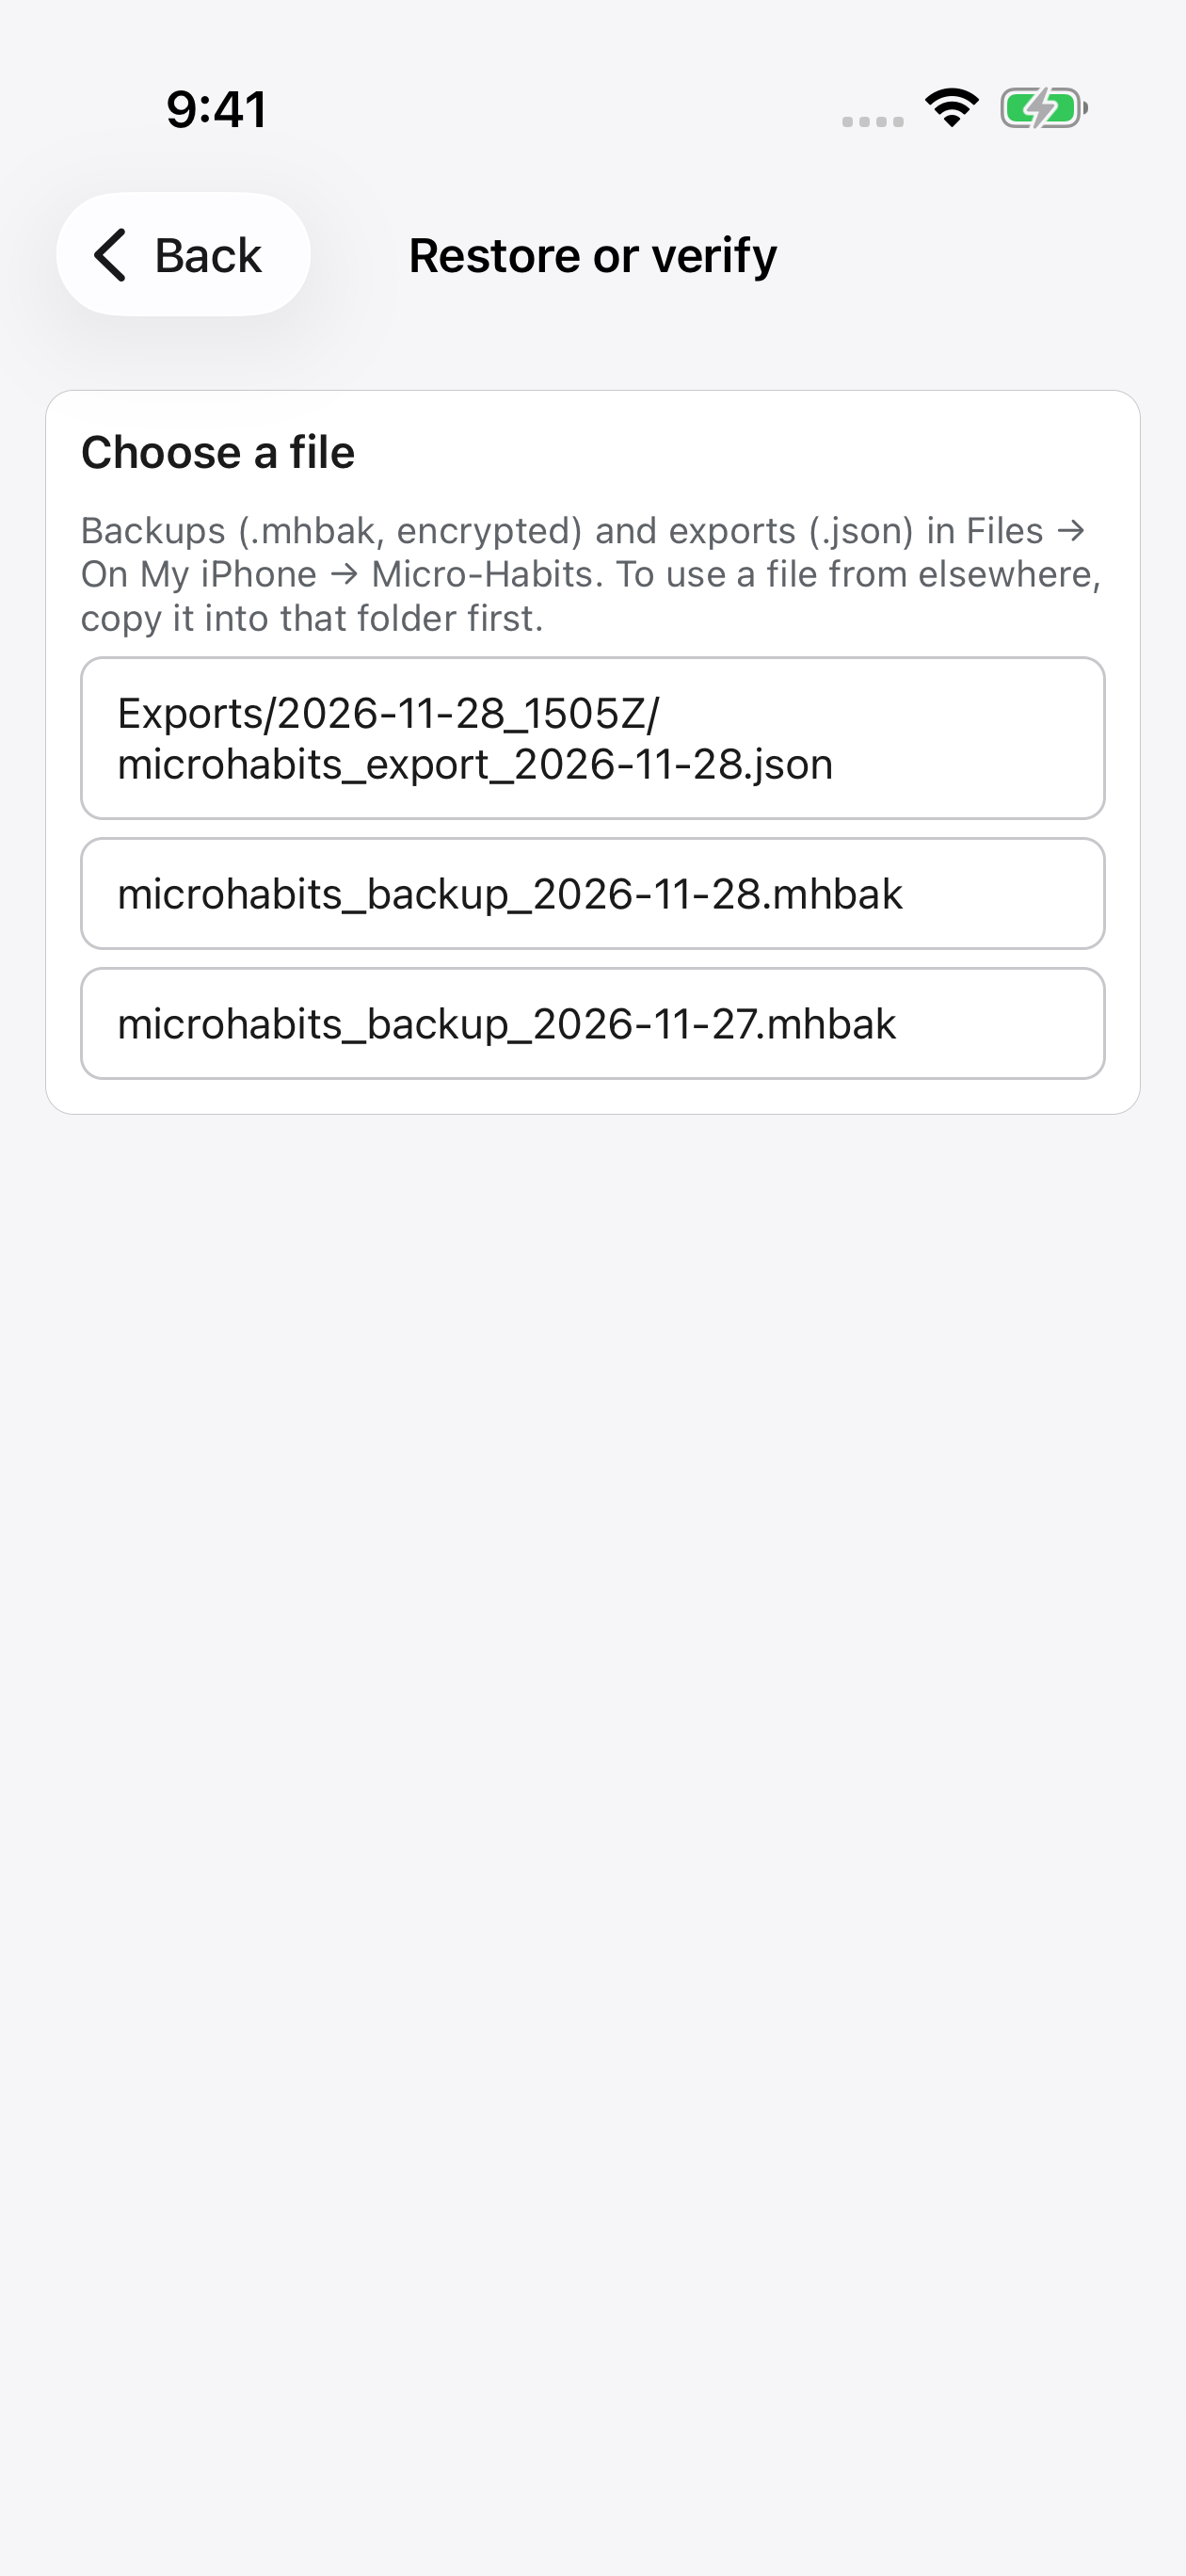 9:41
Back
Restore or verify
Choose a file
Backups (.mhbak, encrypted) and exports (.json) in Files →
On My iPhone → Micro-Habits. To use a file from elsewhere,
copy it into that folder first.
Exports/2026-11-28_1505Z/
microhabits_export_2026-11-28.json
microhabits_backup_2026-11-28.mhbak
microhabits_backup_2026-11-27.mhbak